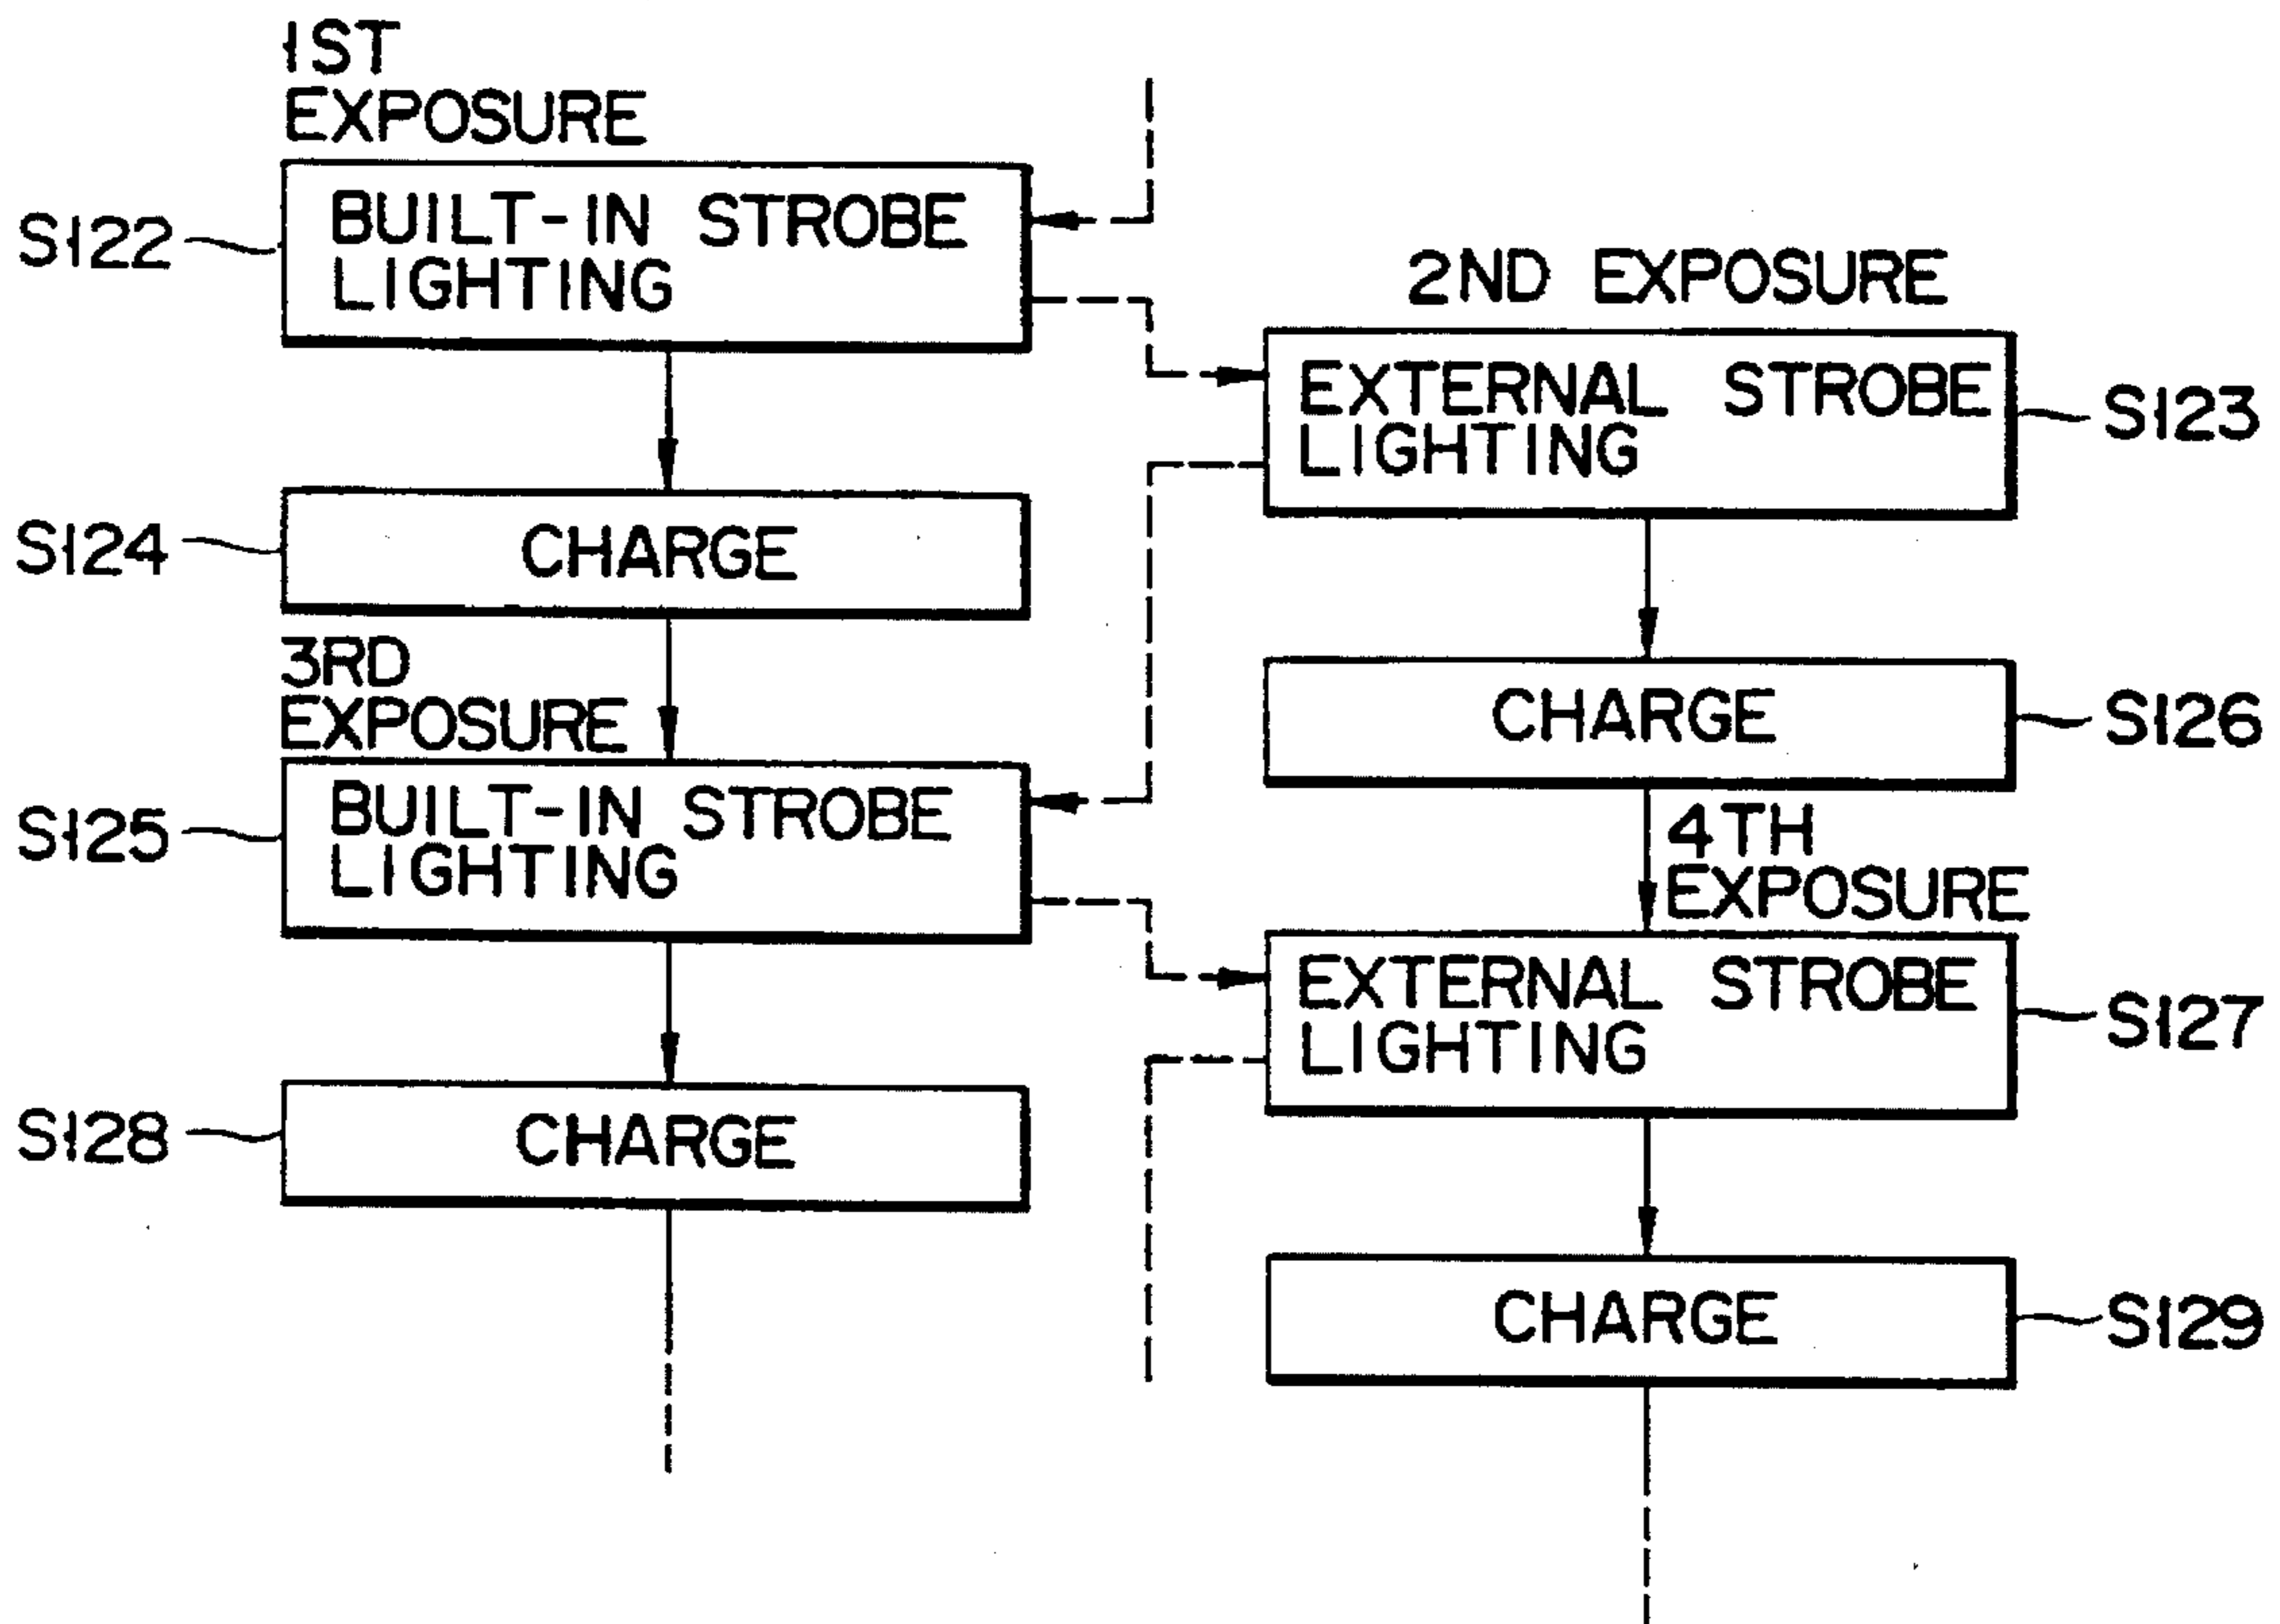 1ST
EXPOSURE
S122
BUILT-IN STROBE
LIGHTING
2ND EXPOSURE
EXTERNAL STROBE
LIGHTING
S123
S124
CHARGE
CHARGE
S126
3RD
EXPOSURE
S125
BUILT-IN STROBE
LIGHTING
4TH
EXPOSURE
EXTERNAL STROBE
LIGHTING
S127
S128
CHARGE
CHARGE
S129